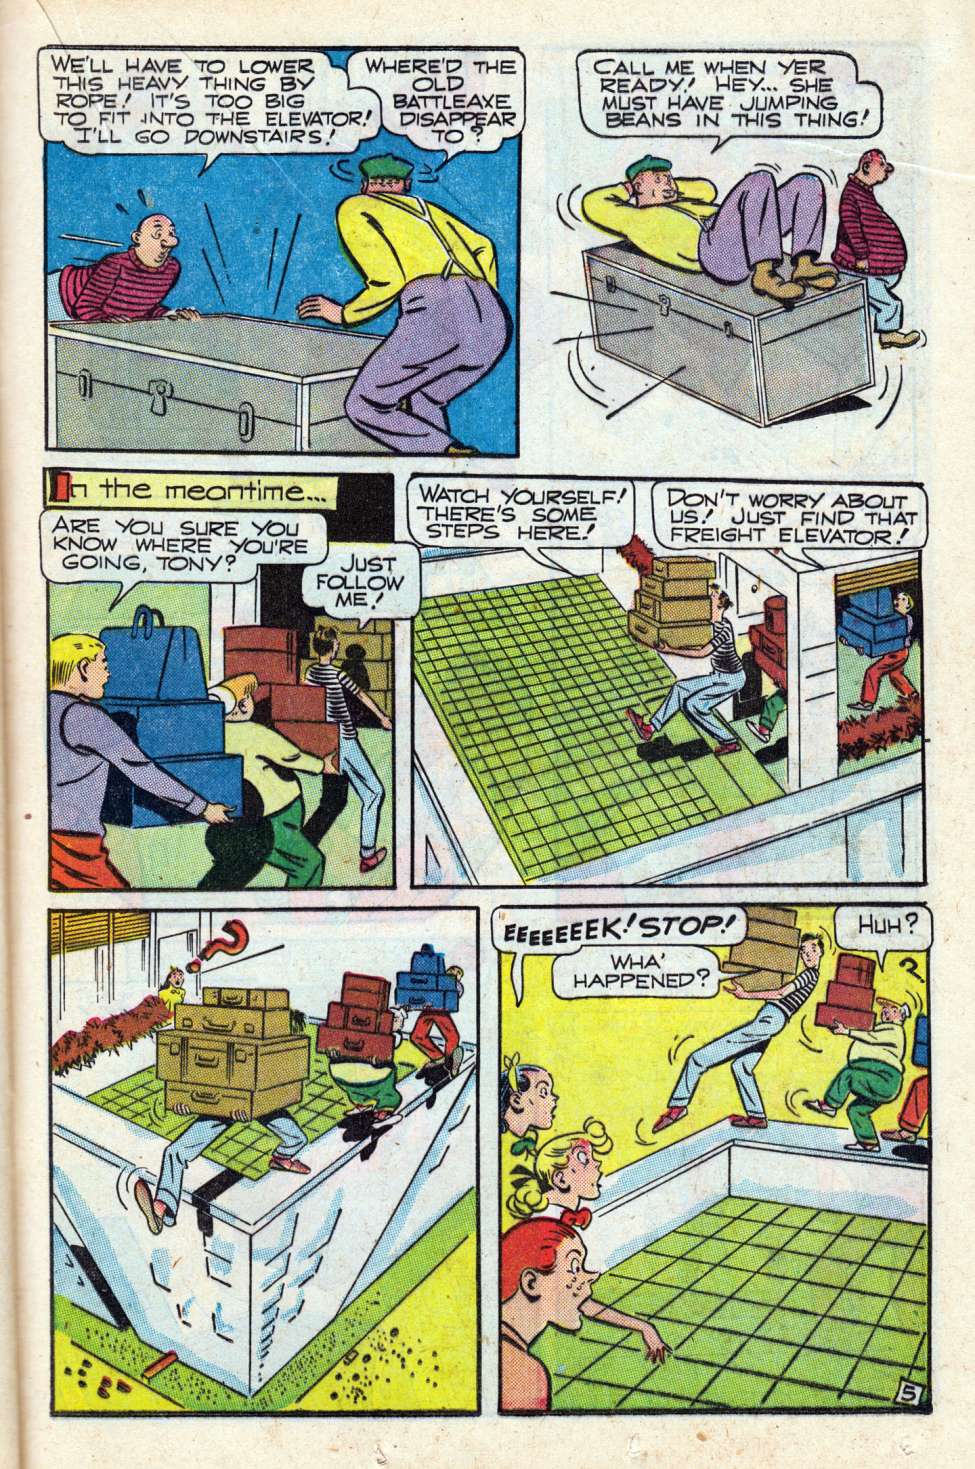 WE'LL HAVE TO LOWER
THIS HEAVY THING BY
ROPE! IT'S TOO BIG
TO FIT INTO THE ELEVATOR!
I'LL GO DOWNSTAIRS!
WHERE'D THE
OLD
BATTLEAXE
DISAPPEAR
TO?
CALL ME WHEN YER
READY! HEY... SHE
MUST HAVE JUMPING
BEANS IN THIS THING!
In the meantime...
ARE YOU SURE YOU
KNOW WHERE YOU'RE
GOING, TONY?
JUST
FOLLOW
ME!
WATCH YOURSELF!
THERE'S SOME
STEPS HERE!
DON'T WORRY ABOUT
US! JUST FIND THAT
FREIGHT ELEVATOR!
?
EEEEEEEK! STOP!
WHA'
HAPPENED?
HUH?
?
5